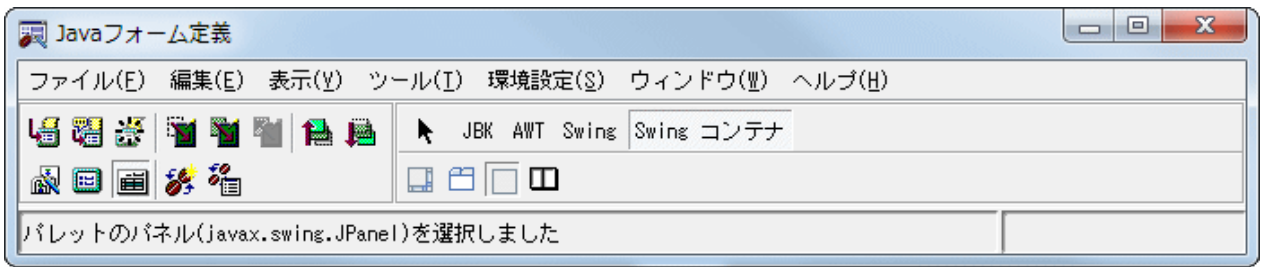 Javaフォーム定義
ファイル(F) 編集(E) 表示(V) ツール(T) 環境設定(S) ウィンドウ(W) ヘルプ(H)
JBK AWT Swing Swing コンテナ
パレットのパネル(javax.swing.JPanel)を選択しました